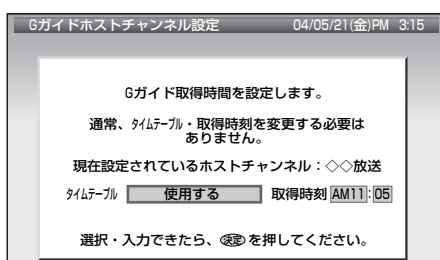 Gガイドホストチャンネル設定 04/05/21(金)PM 3:15
Gガイド取得時間を設定します。
通常、ﾀｲﾑﾃｰﾌﾞﾙ・取得時刻を変更する必要は
ありません。
現在設定されているホストチャンネル：◇◇放送
ﾀｲﾑﾃｰﾌﾞﾙ 使用する 取得時刻 AM11:05
選択・入力できたら、決定を押してください。